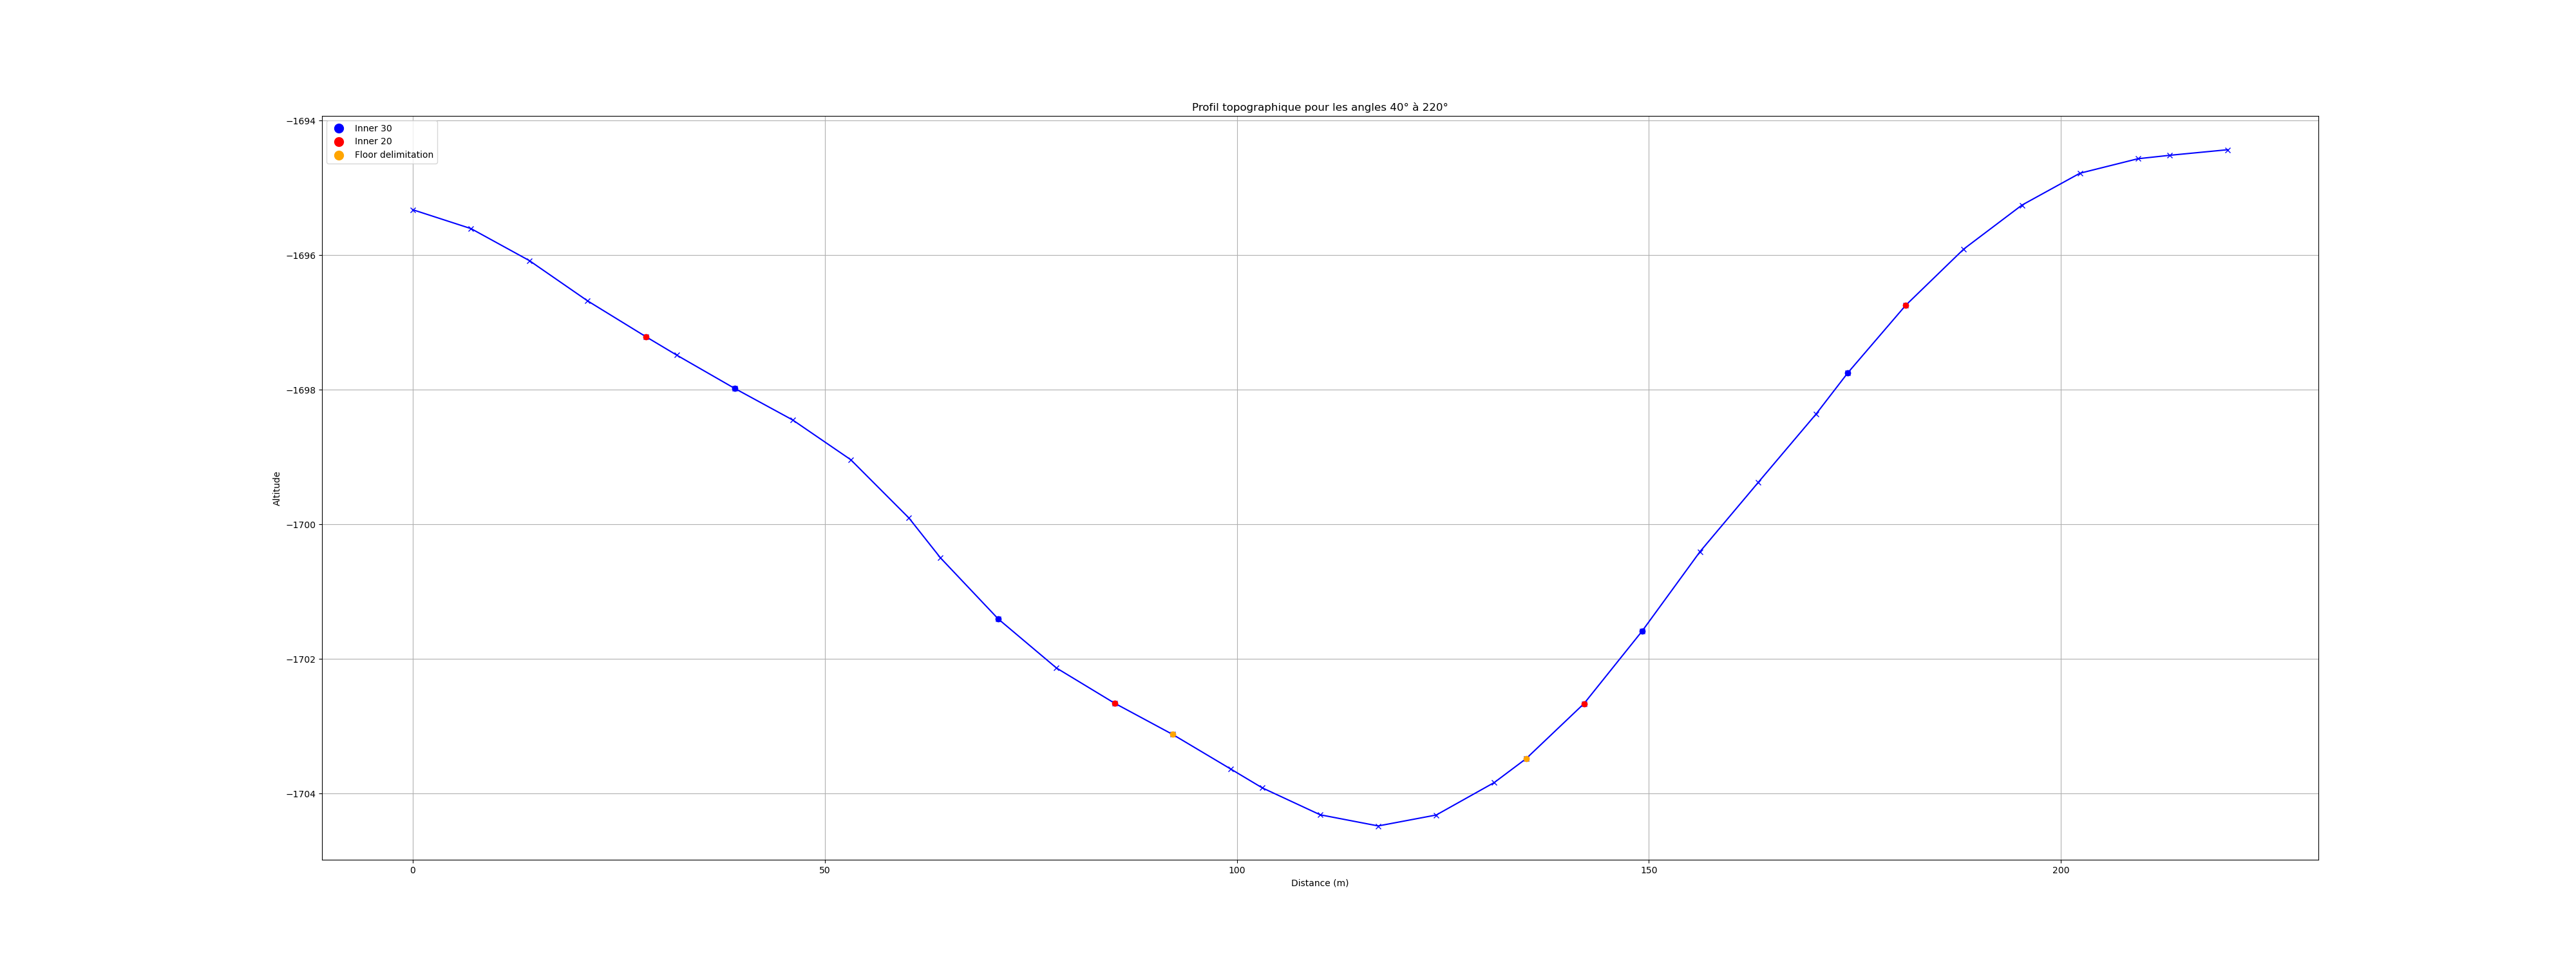 Profil topographique pour les angles 40° à 220°
Inner 30
Inner 20
Floor delimitation
−1694
−1696
−1698
−1700
−1702
−1704
Altitude
0
50
100
150
200
Distance (m)